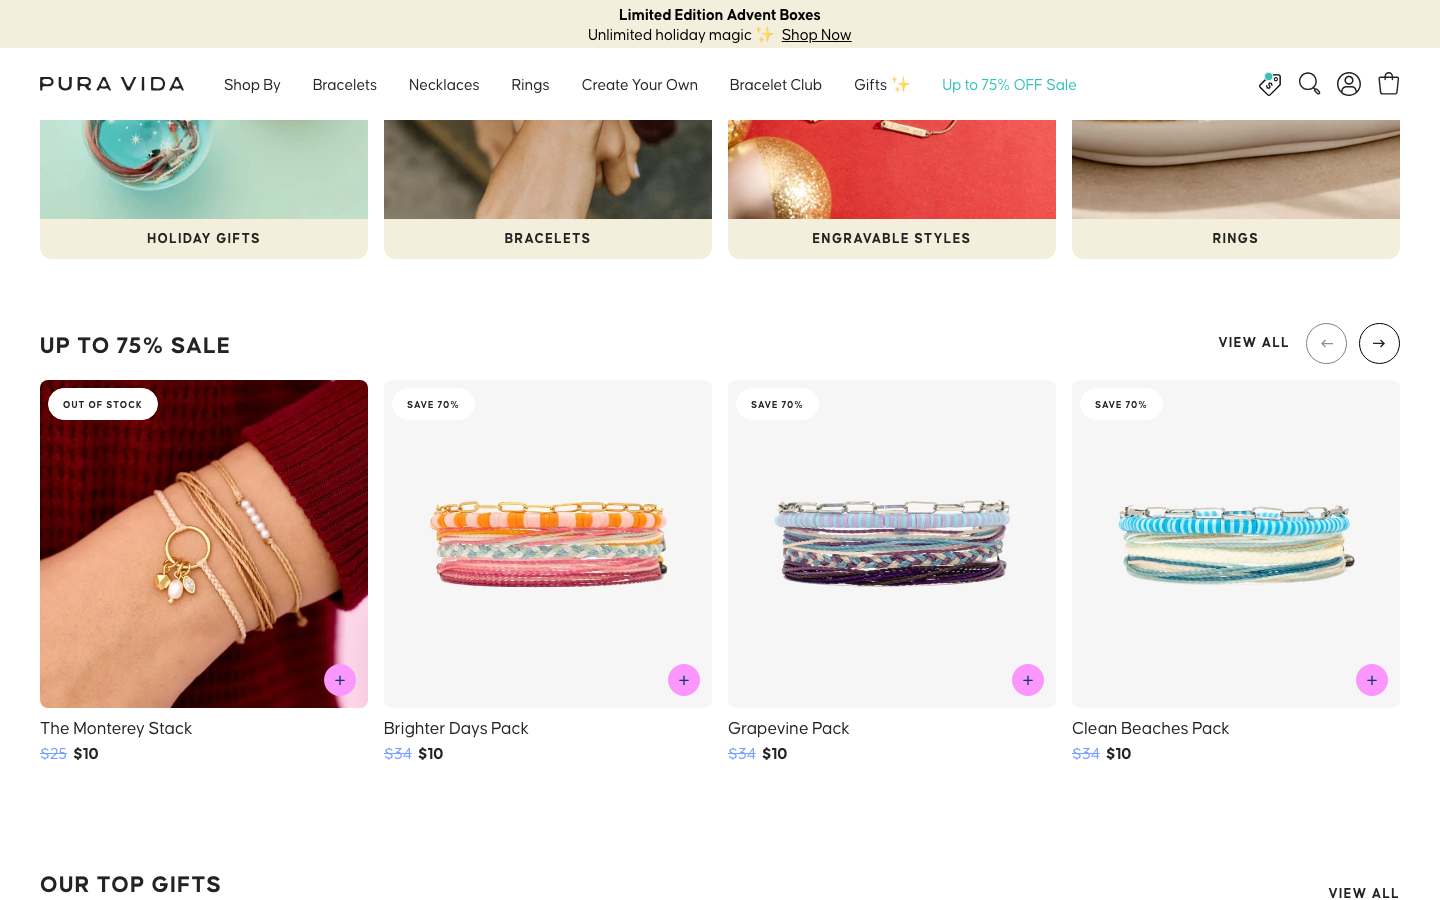 Limited Edition Advent Boxes
Unlimited holiday magic ✨ Shop Now
PURA VIDA
Shop By
Bracelets
Necklaces
Rings
Create Your Own
Bracelet Club
Gifts ✨
Up to 75% OFF Sale
HOLIDAY GIFTS
BRACELETS
ENGRAVABLE STYLES
RINGS
UP TO 75% SALE
VIEW ALL
OUT OF STOCK
SAVE 70%
SAVE 70%
SAVE 70%
The Monterey Stack
$25 $10
Brighter Days Pack
$34 $10
Grapevine Pack
$34 $10
Clean Beaches Pack
$34 $10
OUR TOP GIFTS
VIEW ALL